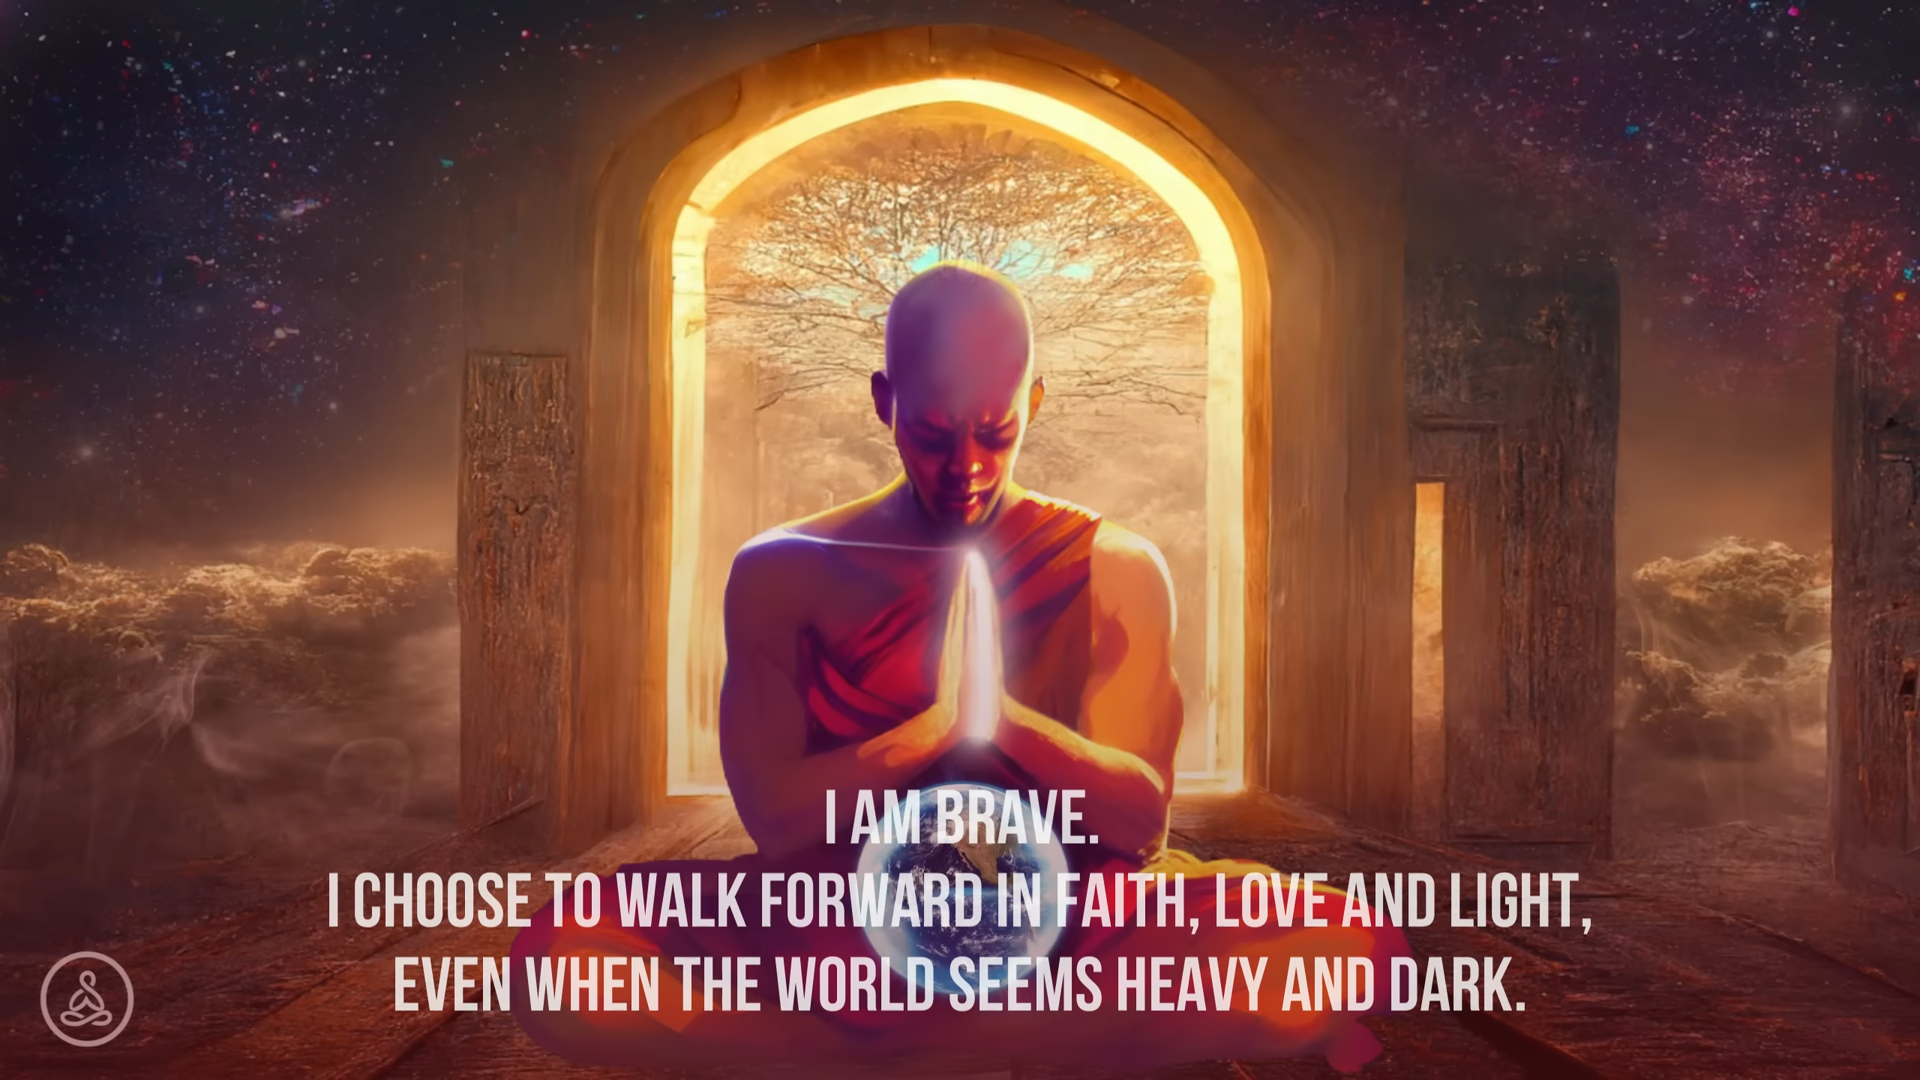 I AM BRAVE.
I CHOOSE TO WALK FORWARD IN FAITH, LOVE AND LIGHT,
EVEN WHEN THE WORLD SEEMS HEAVY AND DARK.